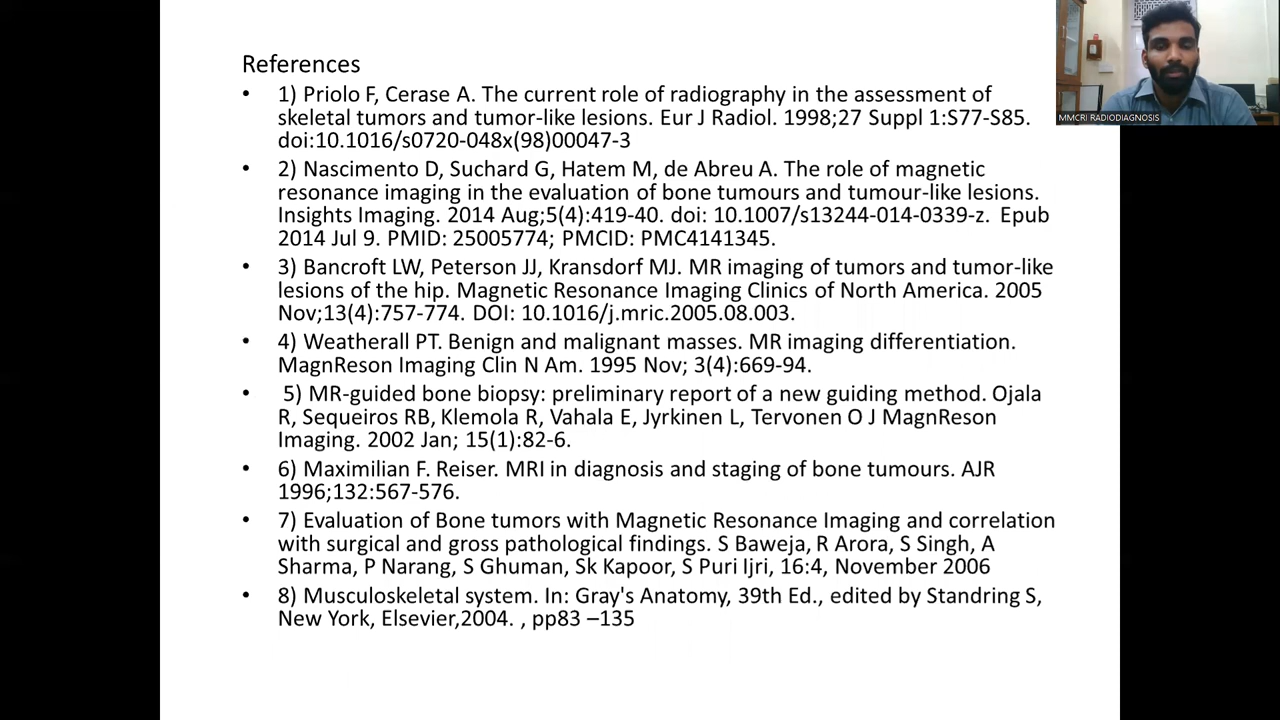 References
• 1) Priolo F, Cerase A. The current role of radiography in the assessment of
skeletal tumors and tumor-like lesions. Eur J Radiol. 1998;27 Suppl 1:S77-S85.
doi:10.1016/s0720-048x(98)00047-3
• 2) Nascimento D, Suchard G, Hatem M, de Abreu A. The role of magnetic
resonance imaging in the evaluation of bone tumours and tumour-like lesions.
Insights Imaging. 2014 Aug;5(4):419-40. doi: 10.1007/s13244-014-0339-z. Epub
2014 Jul 9. PMID: 25005774; PMCID: PMC4141345.
• 3) Bancroft LW, Peterson JJ, Kransdorf MJ. MR imaging of tumors and tumor-like
lesions of the hip. Magnetic Resonance Imaging Clinics of North America. 2005
Nov;13(4):757-774. DOI: 10.1016/j.mric.2005.08.003.
• 4) Weatherall PT. Benign and malignant masses. MR imaging differentiation.
MagnReson Imaging Clin N Am. 1995 Nov; 3(4):669-94.
• 5) MR-guided bone biopsy: preliminary report of a new guiding method. Ojala
R, Sequeiros RB, Klemola R, Vahala E, Jyrkinen L, Tervonen O J MagnReson
Imaging. 2002 Jan; 15(1):82-6.
• 6) Maximilian F. Reiser. MRI in diagnosis and staging of bone tumours. AJR
1996;132:567-576.
• 7) Evaluation of Bone tumors with Magnetic Resonance Imaging and correlation
with surgical and gross pathological findings. S Baweja, R Arora, S Singh, A
Sharma, P Narang, S Ghuman, Sk Kapoor, S Puri Ijri, 16:4, November 2006
• 8) Musculoskeletal system. In: Gray's Anatomy, 39th Ed., edited by Standring S,
New York, Elsevier,2004. , pp83 –135
MMCRI RADIODIAGNOSIS